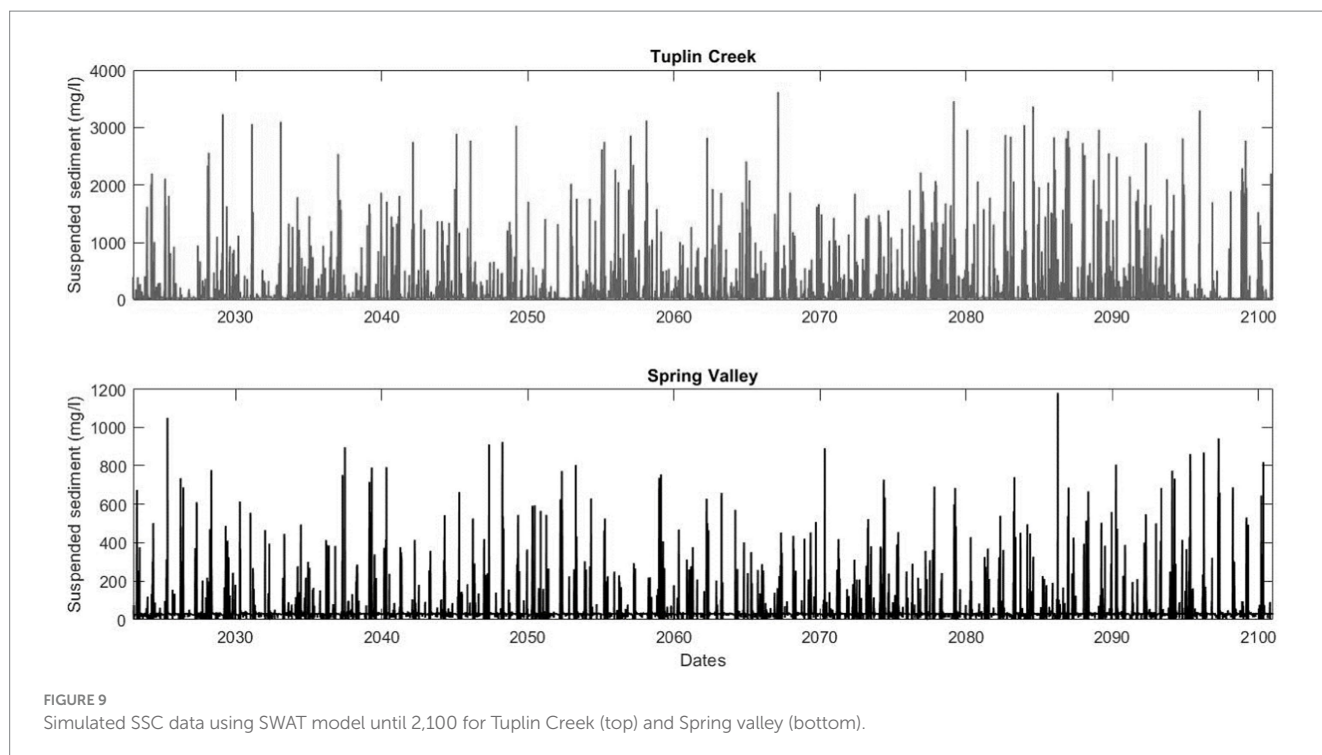 Tuplin Creek
Suspended sediment (mg/l)
4000
3000
2000
1000
0
2030 2040 2050 2060 2070 2080 2090 2100
Spring Valley
Suspended sediment (mg/l)
1200
1000
800
600
400
200
0
2030 2040 2050 2060 2070 2080 2090 2100
Dates
FIGURE 9
Simulated SSC data using SWAT model until 2,100 for Tuplin Creek (top) and Spring valley (bottom).